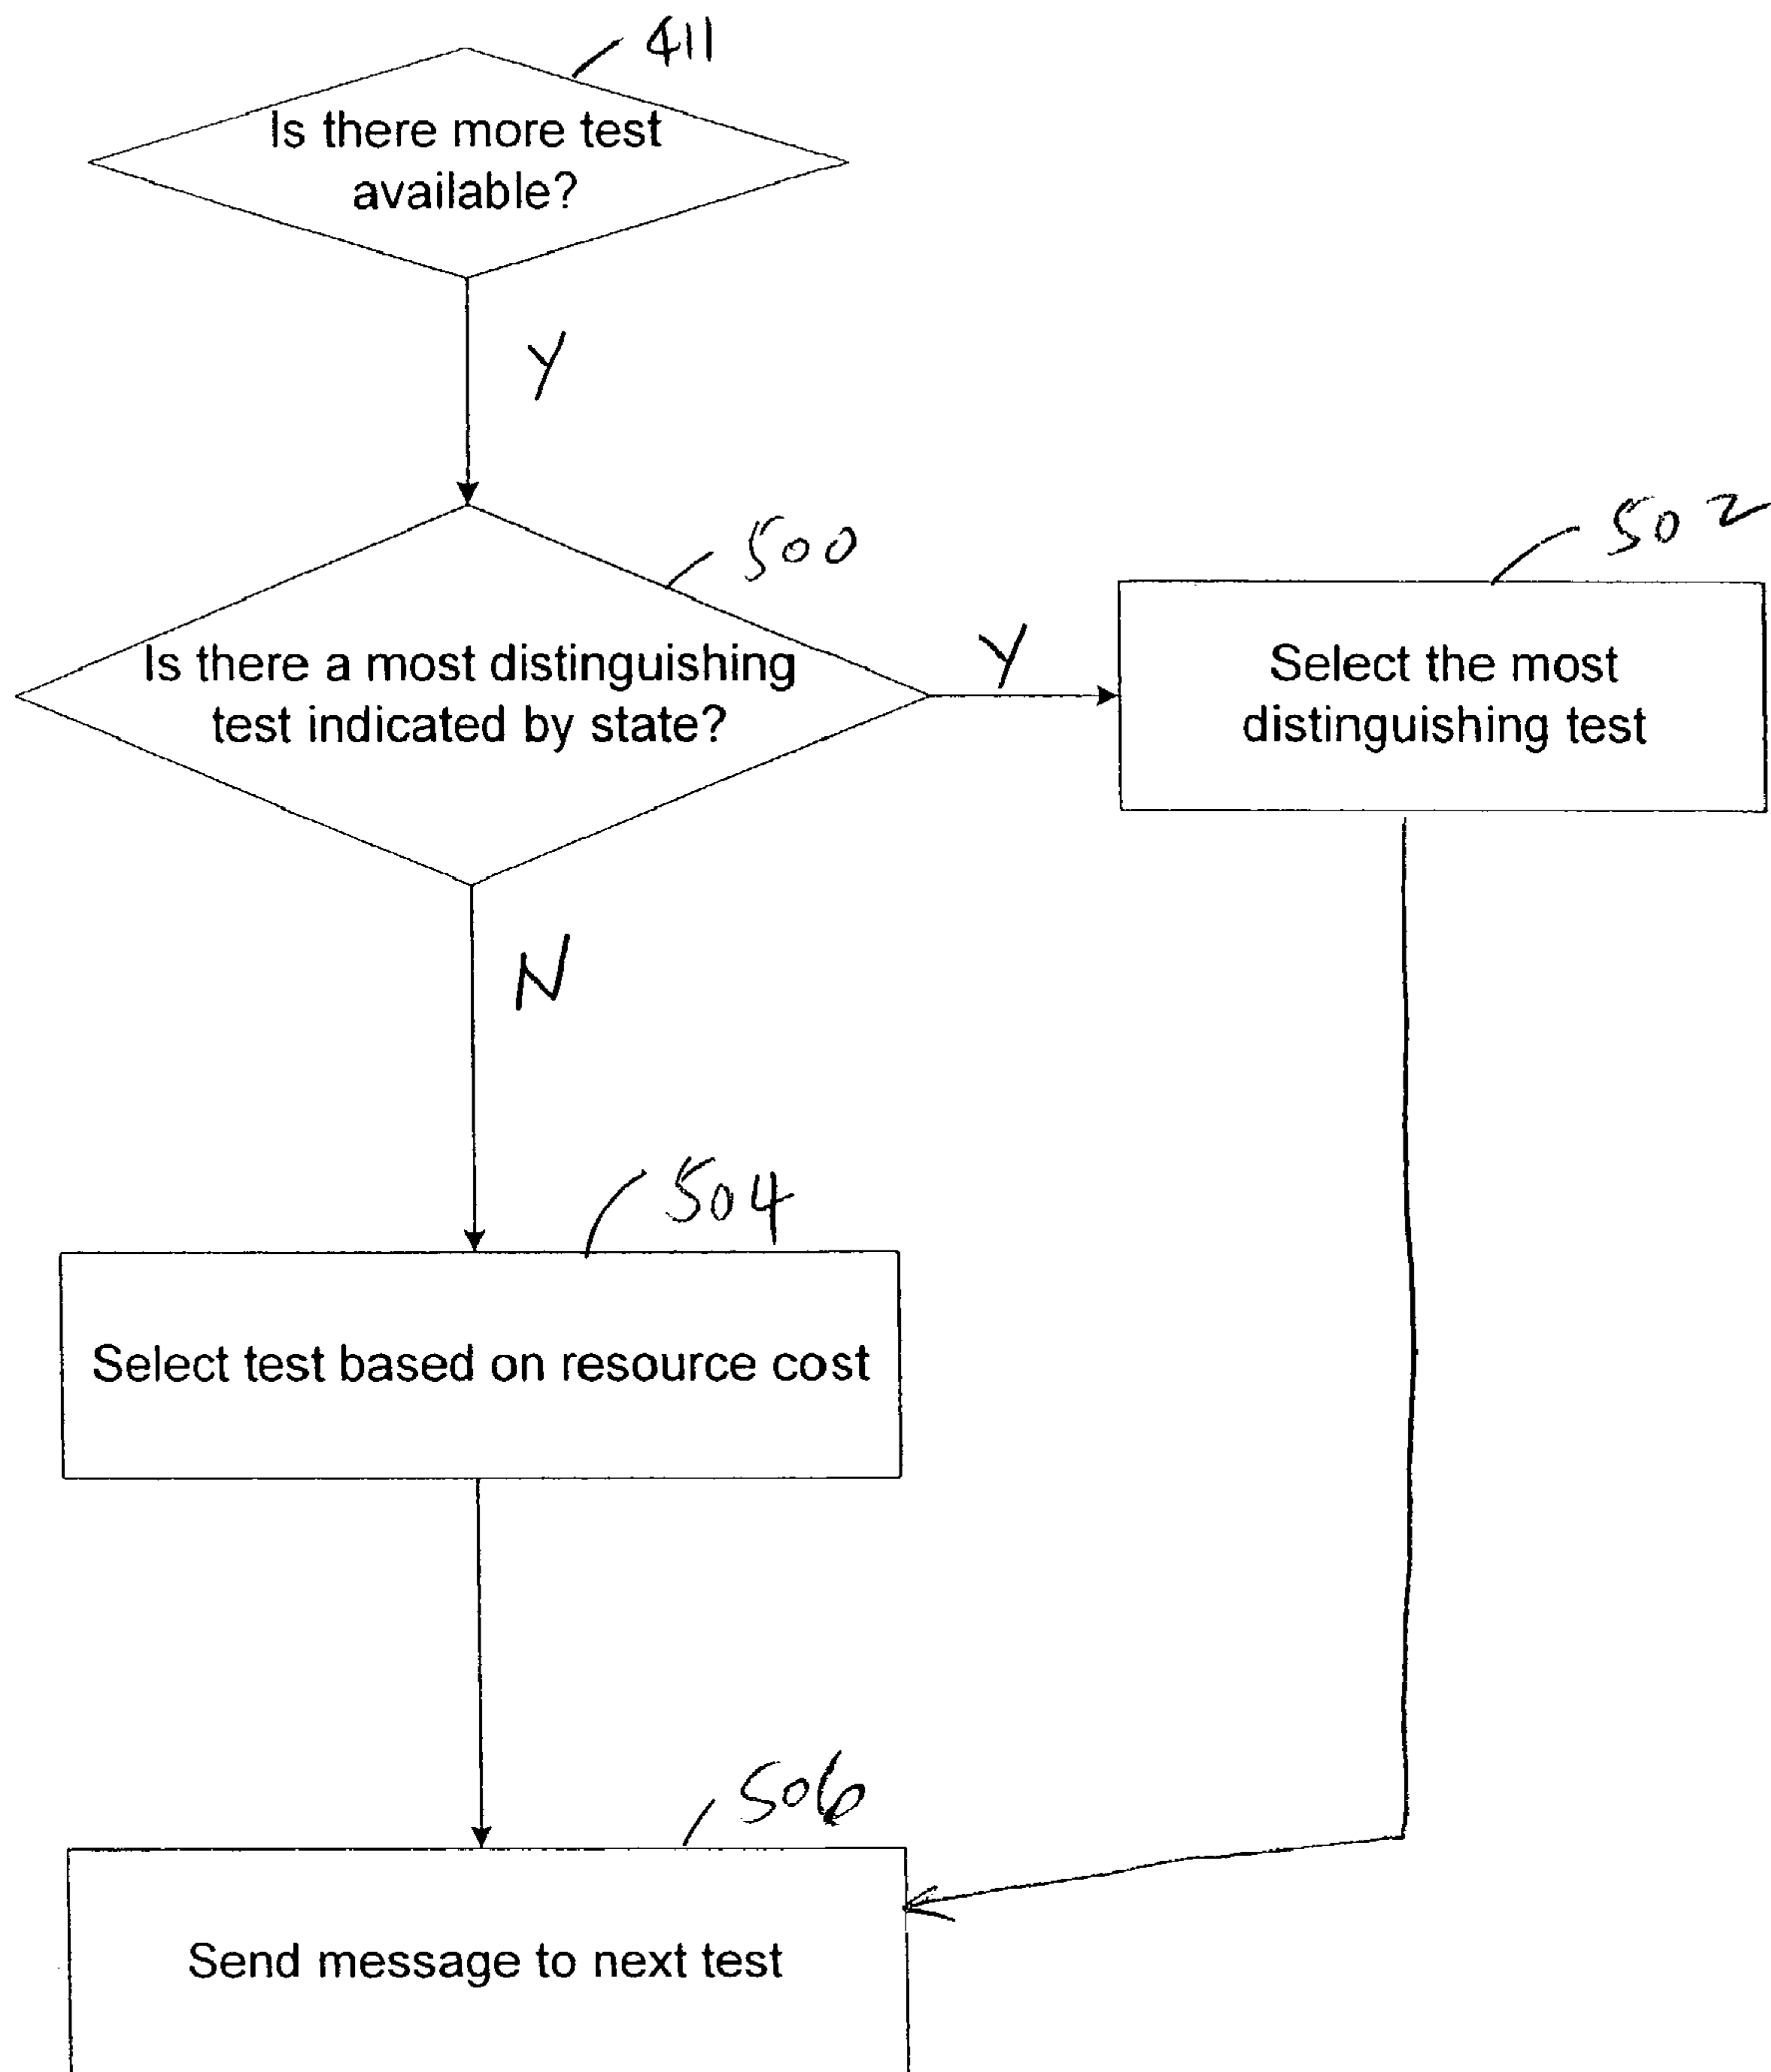 411
Is there more test
available?
Y
500
502
Is there a most distinguishing
test indicated by state?
Y
Select the most
distinguishing test
N
504
Select test based on resource cost
506
Send message to next test